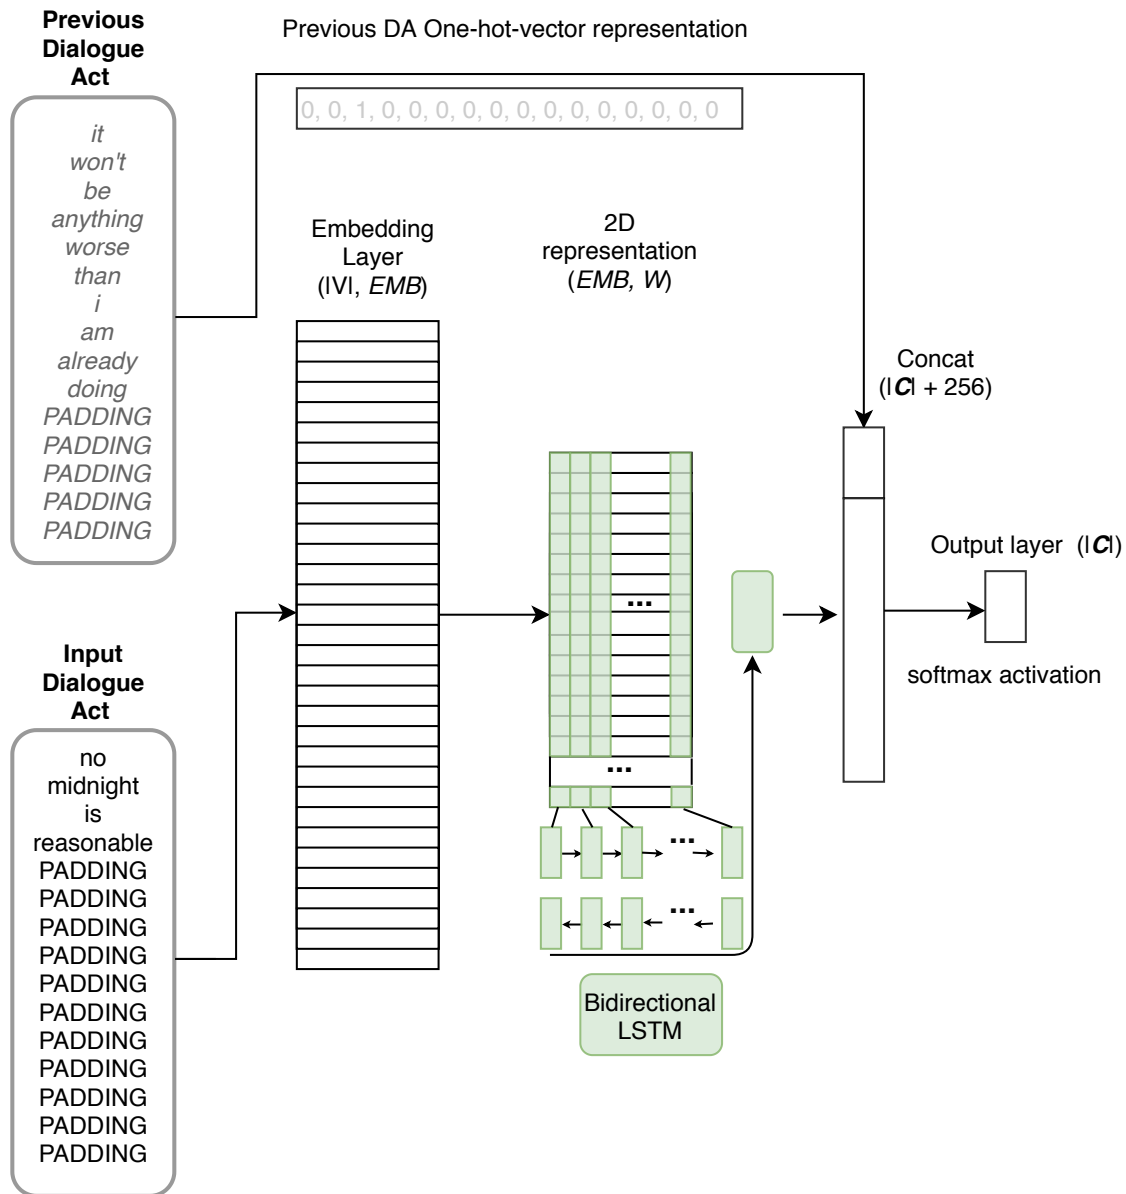 Previous
Dialogue
Act
it
won't
be
anything
worse
than
i
am
already
doing
PADDING
PADDING
PADDING
PADDING
PADDING
Previous DA One-hot-vector representation
0, 0, 1, 0, 0, 0, 0, 0, 0, 0, 0, 0, 0, 0, 0, 0
Embedding
Layer
(|V|, EMB)
2D
representation
(EMB, W)
Concat
(|C| + 256)
Output layer (|C|)
softmax activation
...
...
...
...
Bidirectional
LSTM
Input
Dialogue
Act
no
midnight
is
reasonable
PADDING
PADDING
PADDING
PADDING
PADDING
PADDING
PADDING
PADDING
PADDING
PADDING
PADDING